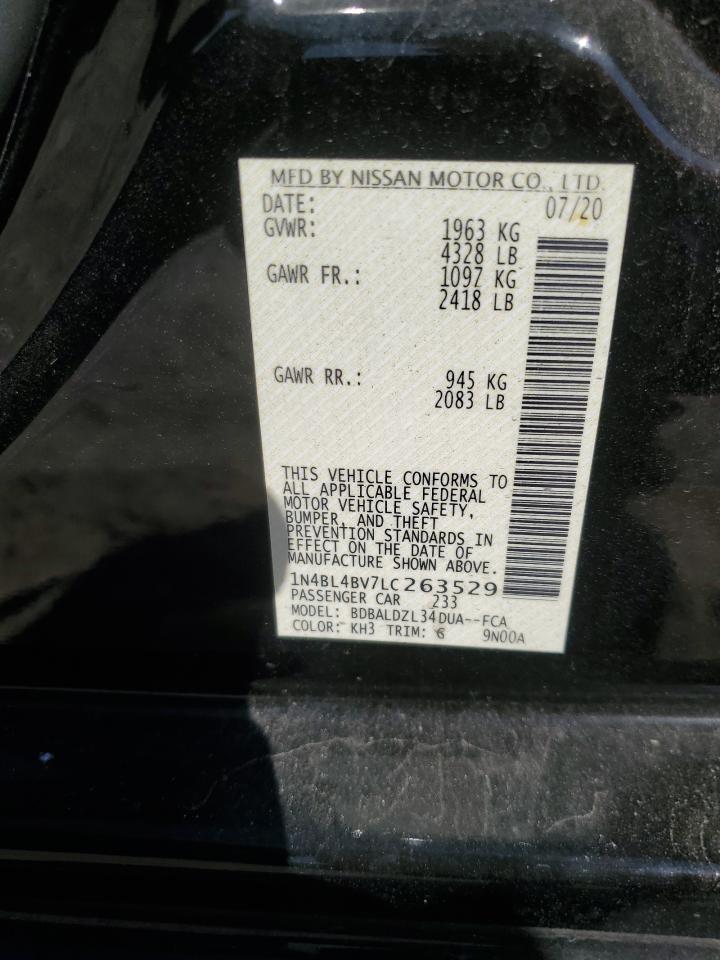 MFD BY NISSAN MOTOR CO., LTD.
DATE: 07/20
GVWR: 1963 KG
4328 LB
GAWR FR.: 1097 KG
2418 LB
GAWR RR.: 945 KG
2083 LB
THIS VEHICLE CONFORMS TO
ALL APPLICABLE FEDERAL
MOTOR VEHICLE SAFETY,
BUMPER, AND THEFT
PREVENTION STANDARDS IN
EFFECT ON THE DATE OF
MANUFACTURE SHOWN ABOVE.
1N4BL4BV7LC263529
PASSENGER CAR 233
MODEL: BDBALDZL34DUA--FCA
COLOR: KH3 TRIM: G 9N00A